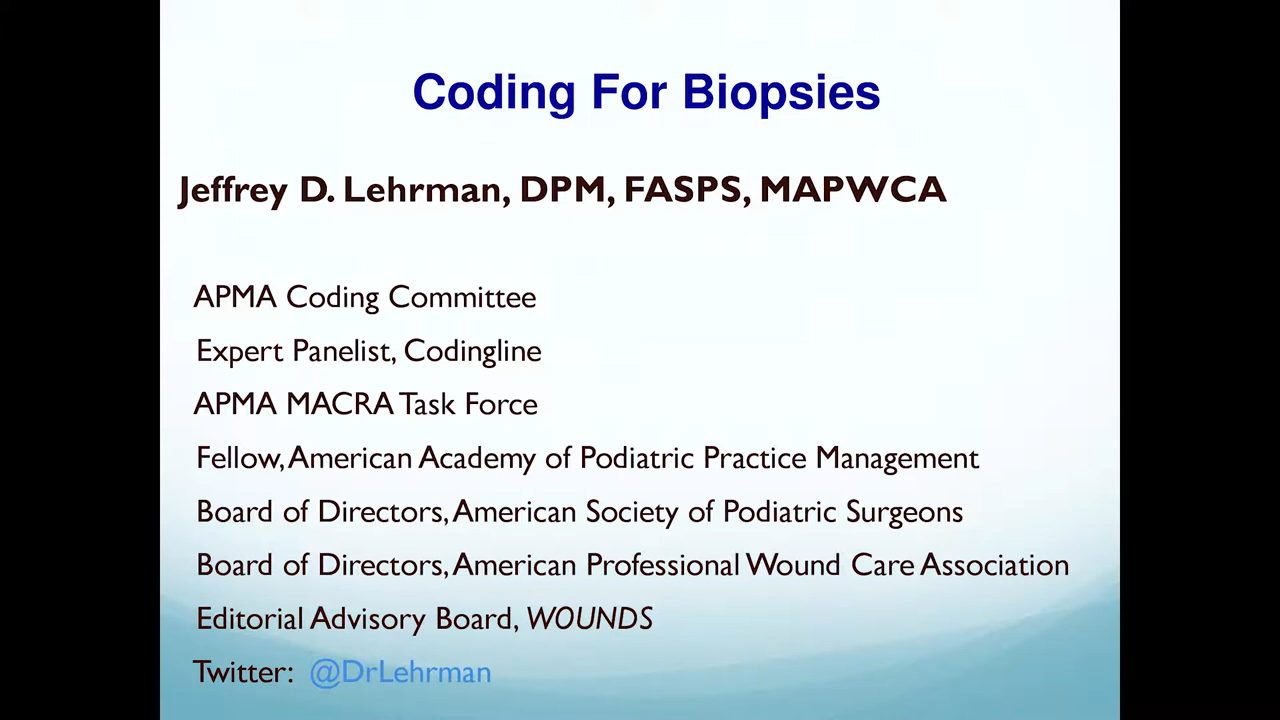 Coding For Biopsies
Jeffrey D. Lehrman, DPM, FASPS, MAPWCA
APMA Coding Committee
Expert Panelist, Codingline
APMA MACRA Task Force
Fellow, American Academy of Podiatric Practice Management
Board of Directors, American Society of Podiatric Surgeons
Board of Directors, American Professional Wound Care Association
Editorial Advisory Board, WOUNDS
Twitter: @DrLehrman